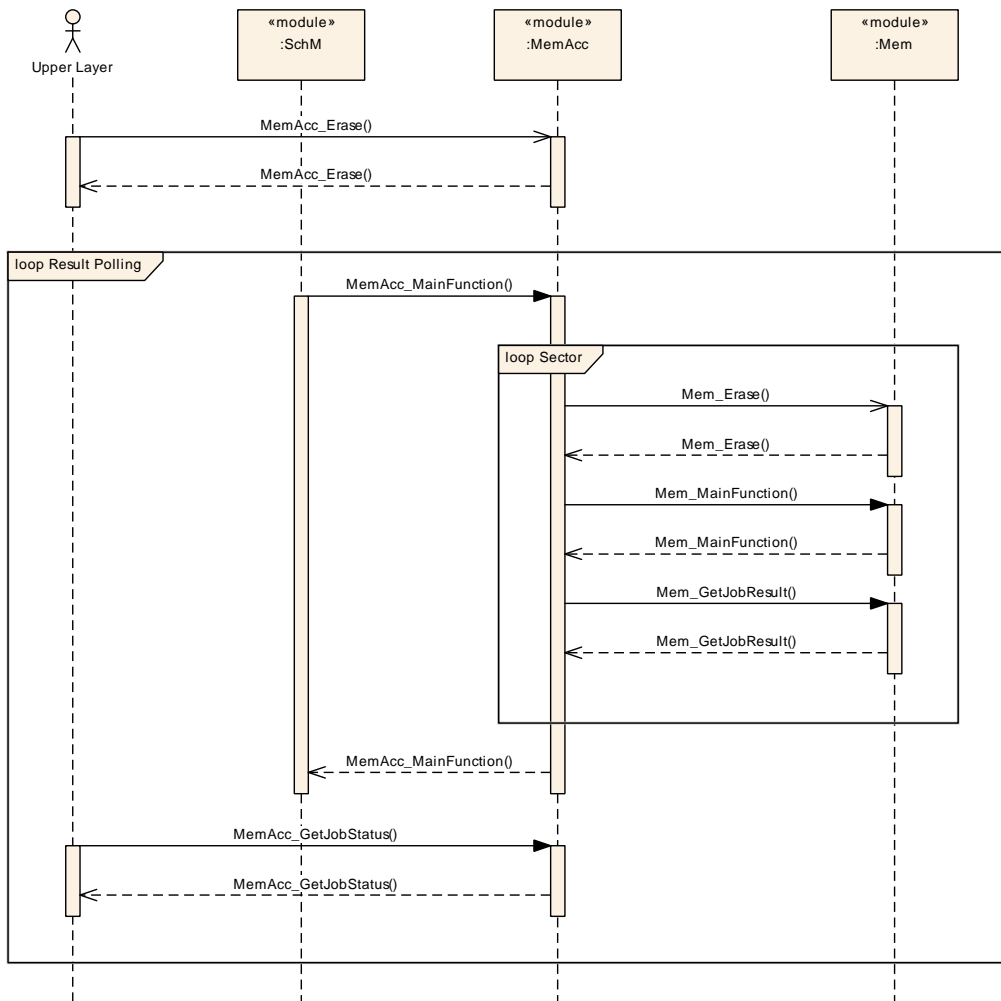 «module»
:SchM
«module»
:MemAcc
«module»
:Mem
Upper Layer
MemAcc_Erase()
MemAcc_Erase()
loop Result Polling
MemAcc_MainFunction()
loop Sector
Mem_Erase()
Mem_Erase()
Mem_MainFunction()
Mem_MainFunction()
Mem_GetJobResult()
Mem_GetJobResult()
MemAcc_MainFunction()
MemAcc_GetJobStatus()
MemAcc_GetJobStatus()